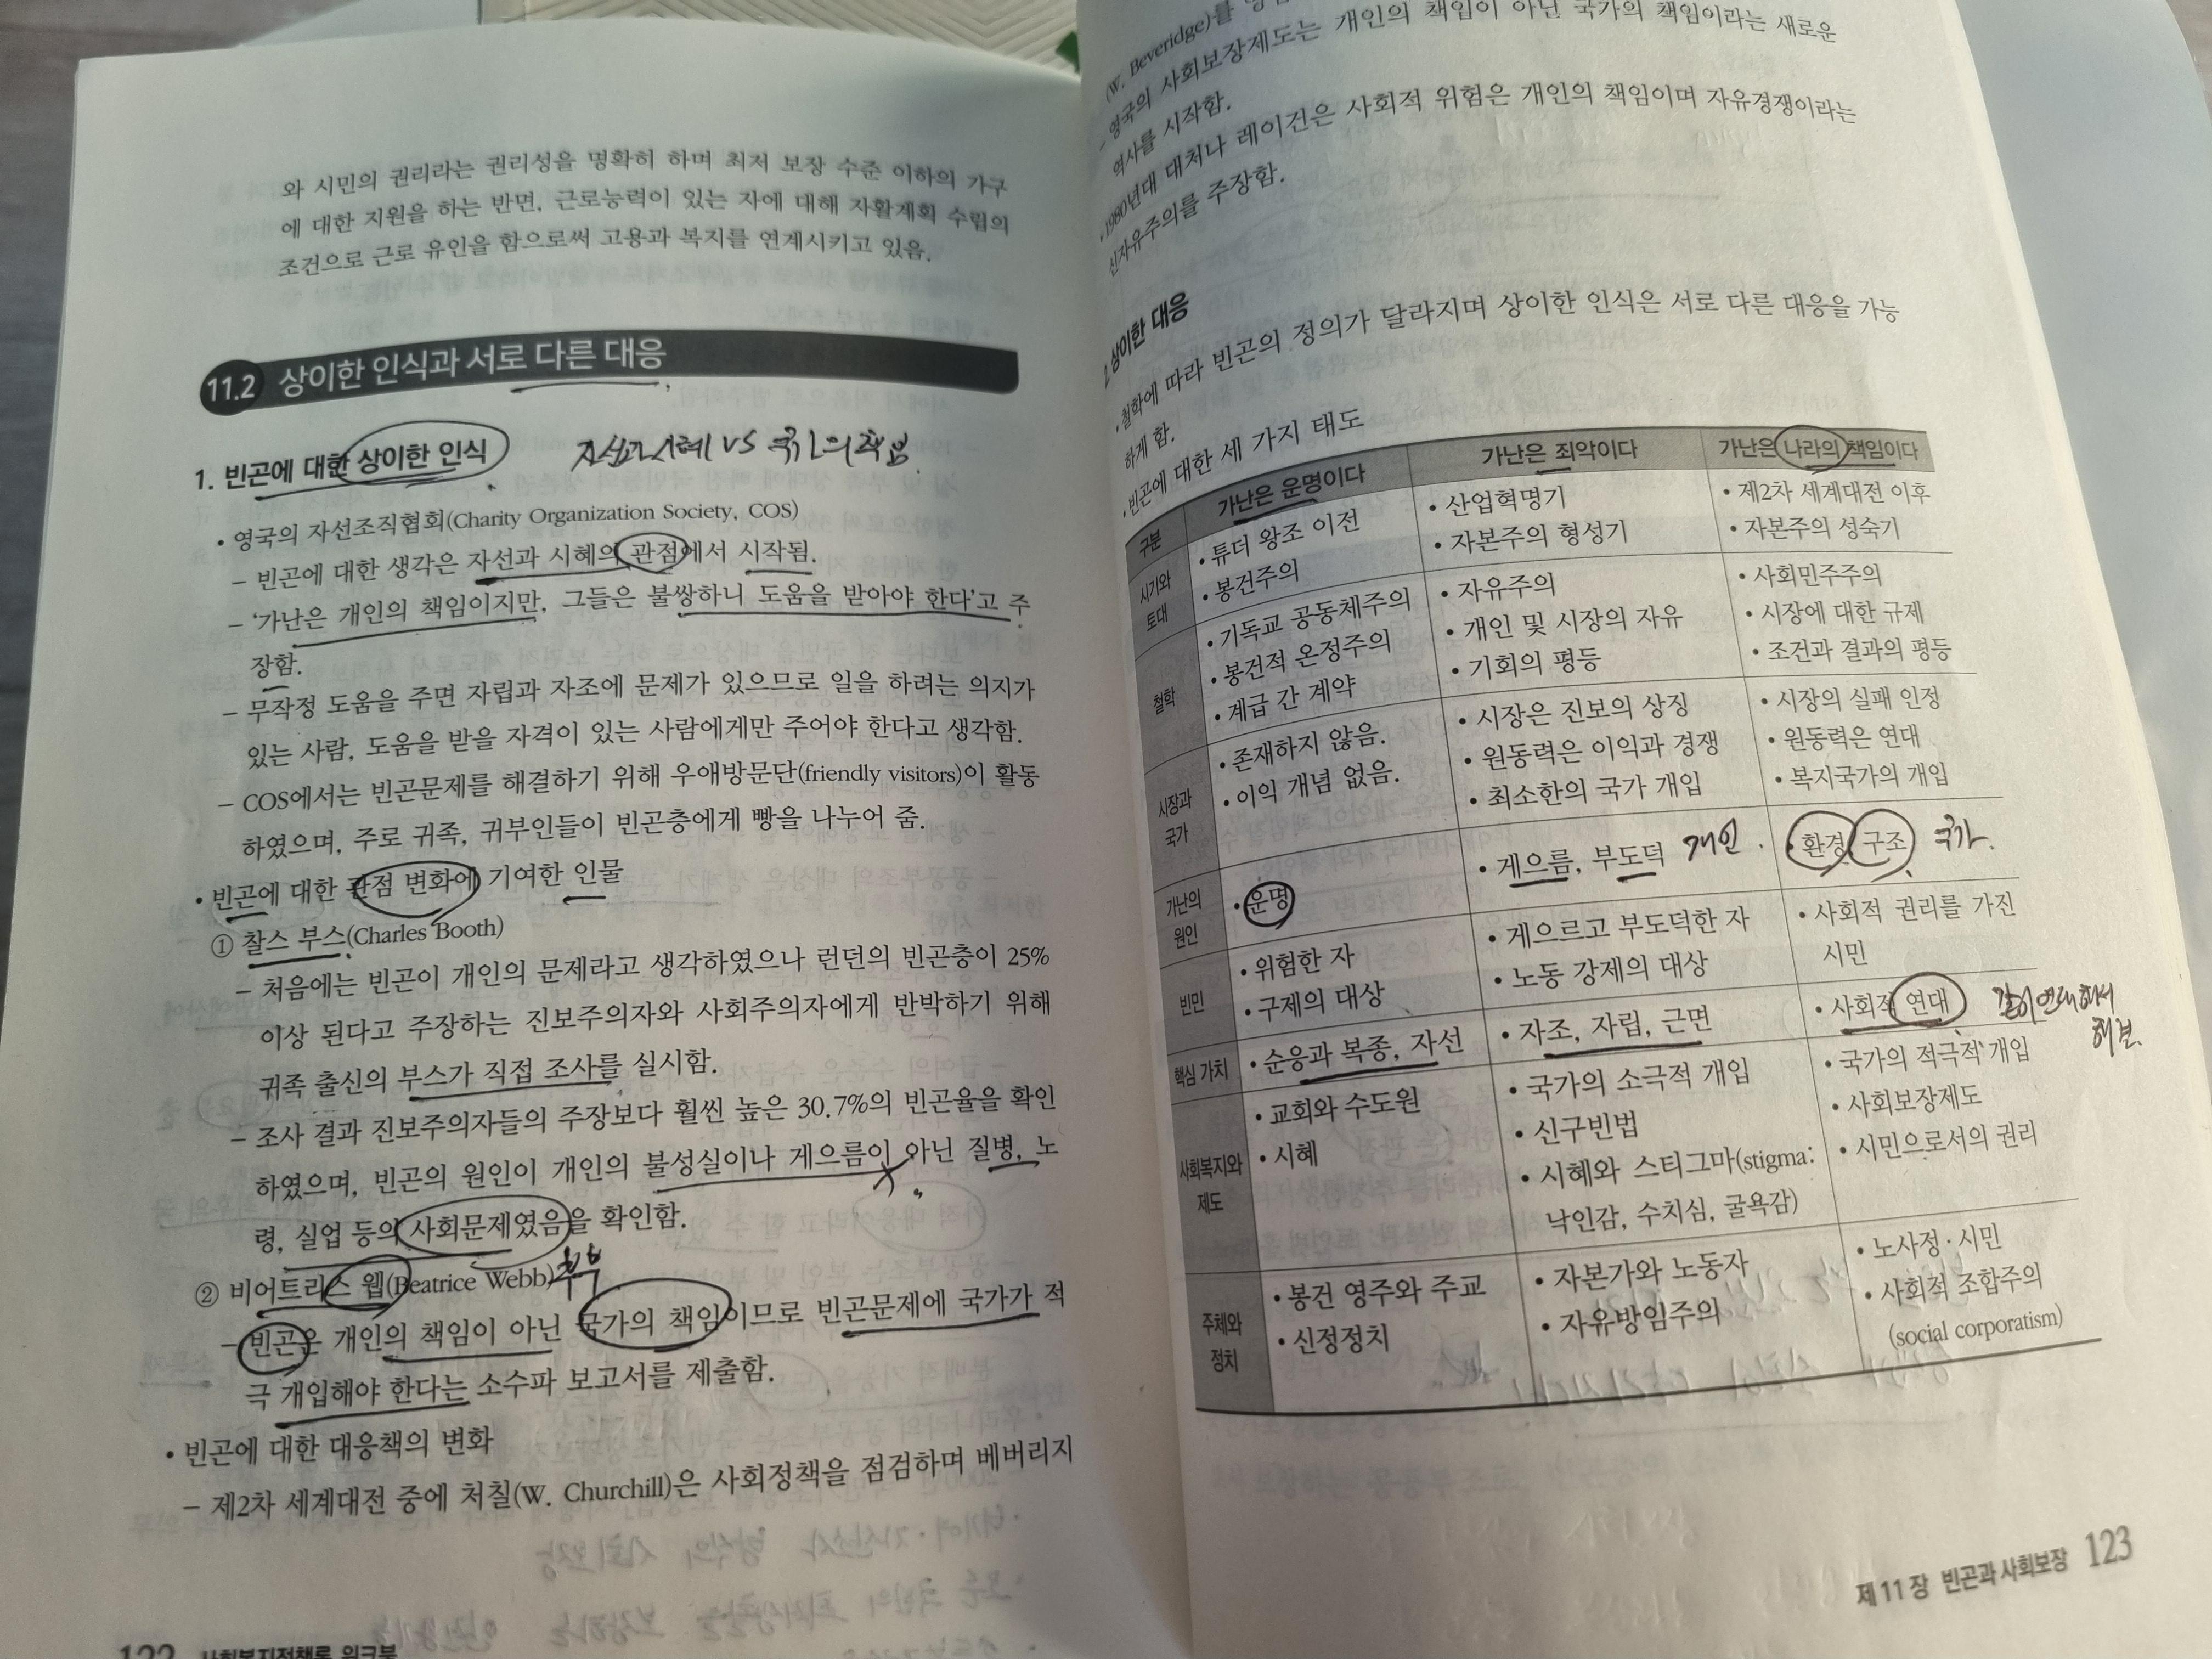 와 시민의 권리라는 권리성을 명확히 하며 최저 보장 수준 이하의 가구
에 대한 지원을 하는 반면, 근로능력이 있는 자에 대해 자활계획 수립의
조건으로 근로 유인을 함으로써 고용과 복지를 연계시키고 있음.
11.2 상이한 인식과 서로 다른 대응
1. 빈곤에 대한 상이한 인식 자선과 시혜 VS 국가의 책임.
• 영국의 자선조직협회(Charity Organization Society, COS)
– 빈곤에 대한 생각은 자선과 시혜의 관점에서 시작됨.
– '가난은 개인의 책임이지만, 그들은 불쌍하니 도움을 받아야 한다'고 주
장함.
– 무작정 도움을 주면 자립과 자조에 문제가 있으므로 일을 하려는 의지가
있는 사람, 도움을 받을 자격이 있는 사람에게만 주어야 한다고 생각함.
– COS에서는 빈곤문제를 해결하기 위해 우애방문단(friendly visitors)이 활동
하였으며, 주로 귀족, 귀부인들이 빈곤층에게 빵을 나누어 줌.
• 빈곤에 대한 관점 변화에 기여한 인물
① 찰스 부스(Charles Booth)
– 처음에는 빈곤이 개인의 문제라고 생각하였으나 런던의 빈곤층이 25%
이상 된다고 주장하는 진보주의자와 사회주의자에게 반박하기 위해
귀족 출신의 부스가 직접 조사를 실시함.
– 조사 결과 진보주의자들의 주장보다 훨씬 높은 30.7%의 빈곤율을 확인
하였으며, 빈곤의 원인이 개인의 불성실이나 게으름이 아닌 질병, 노
령, 실업 등의 사회문제였음을 확인함.
② 비어트리스 웹(Beatrice Webb) 부부
– 빈곤은 개인의 책임이 아닌 국가의 책임이므로 빈곤문제에 국가가 적
극 개입해야 한다는 소수파 보고서를 제출함.
• 빈곤에 대한 대응책의 변화
– 제2차 세계대전 중에 처칠(W. Churchill)은 사회정책을 점검하며 베버리지
122 사회복지정책론 워크북
(W. Beveridge)를
– 영국의 사회보장제도는 개인의 책임이 아닌 국가의 책임이라는 새로운
역사를 시작함.
• 1980년대 대처나 레이건은 사회적 위험은 개인의 책임이며 자유경쟁이라는
신자유주의를 주장함.
2. 상이한 대응
• 철학에 따라 빈곤의 정의가 달라지며 상이한 인식은 서로 다른 대응을 가능
하게 함.
• 빈곤에 대한 세 가지 태도
구분 가난은 운명이다 가난은 죄악이다 가난은 나라의 책임이다
시기와 토대
• 튜더 왕조 이전
• 봉건주의
• 산업혁명기
• 자본주의 형성기
• 제2차 세계대전 이후
• 자본주의 성숙기
철학
• 기독교 공동체주의
• 봉건적 온정주의
• 계급 간 계약
• 자유주의
• 개인 및 시장의 자유
• 기회의 평등
• 사회민주주의
• 시장에 대한 규제
• 조건과 결과의 평등
시장과 국가
• 존재하지 않음.
• 이익 개념 없음.
• 시장은 진보의 상징
• 원동력은 이익과 경쟁
• 최소한의 국가 개입
• 시장의 실패 인정
• 원동력은 연대
• 복지국가의 개입
가난의 원인
• 운명
• 게으름, 부도덕 개인.
• 환경 구조 국가.
빈민
• 위험한 자
• 구제의 대상
• 게으르고 부도덕한 자
• 노동 강제의 대상
• 사회적 권리를 가진
시민
핵심 가치
• 순응과 복종, 자선
• 자조, 자립, 근면
• 사회적 연대 같이 연대해서
해결.
사회복지와 제도
• 교회와 수도원
• 시혜
• 국가의 소극적 개입
• 신구빈법
• 시혜와 스티그마(stigma:
낙인감, 수치심, 굴욕감)
• 국가의 적극적 개입
• 사회보장제도
• 시민으로서의 권리
주체와 정치
• 봉건 영주와 주교
• 신정정치
• 자본가와 노동자
• 자유방임주의
• 노사정·시민
• 사회적 조합주의
(social corporatism)
제 11 장 빈곤과 사회보장 123